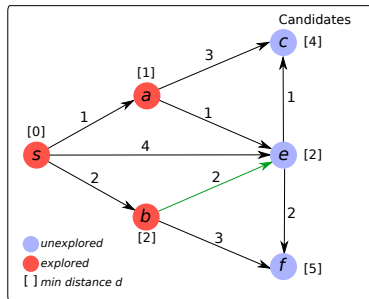 Candidates
c [4]
3
[1]
a
1
1
1
[0]
s
4
e [2]
2
2
2
b
[2]
3
f [5]
unexplored
explored
[ ] min distance d